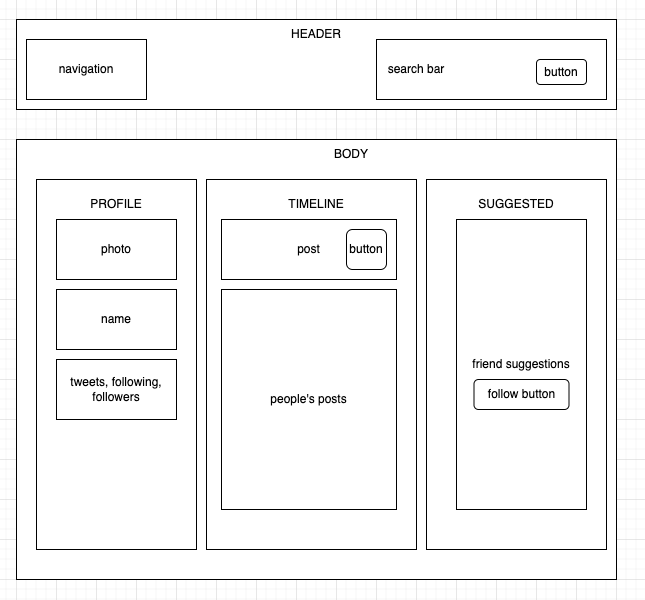 HEADER
navigation
search bar
button
BODY
PROFILE
photo
name
tweets, following,
followers
TIMELINE
post
button
people's posts
SUGGESTED
friend suggestions
follow button